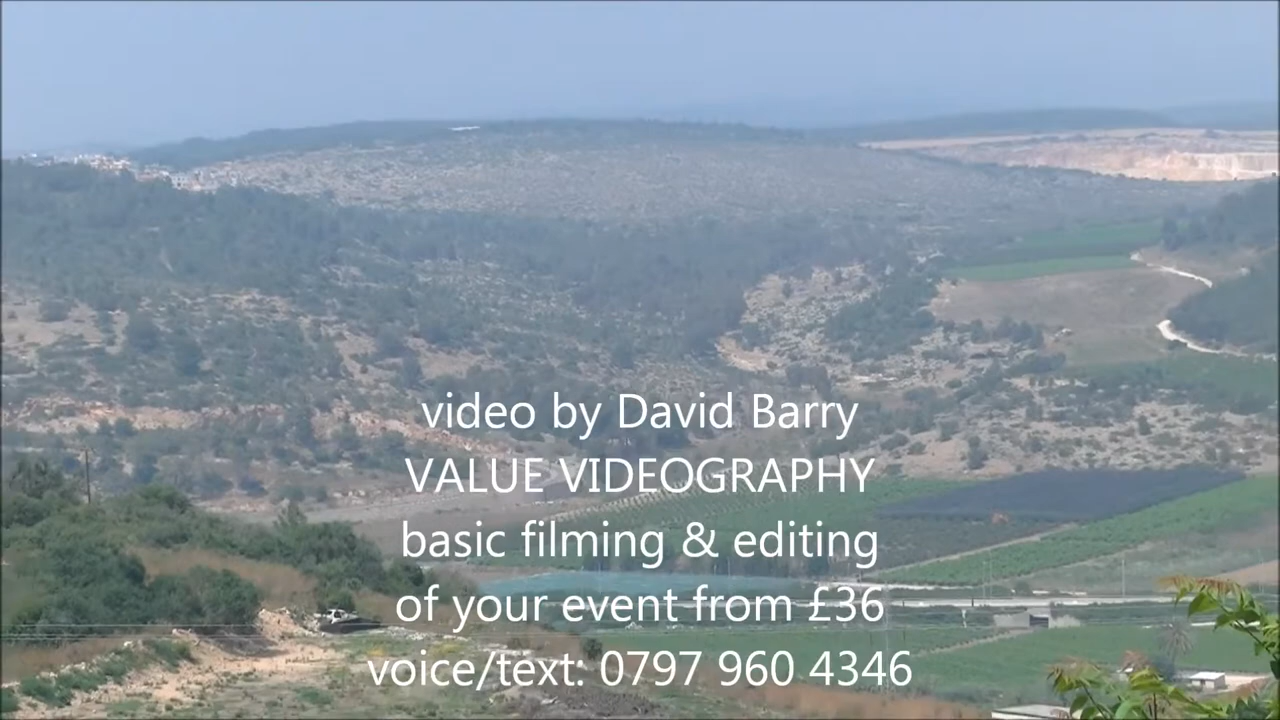 video by David Barry
VALUE VIDEOGRAPHY
basic filming & editing
of your event from £36
voice/text: 0797 960 4346